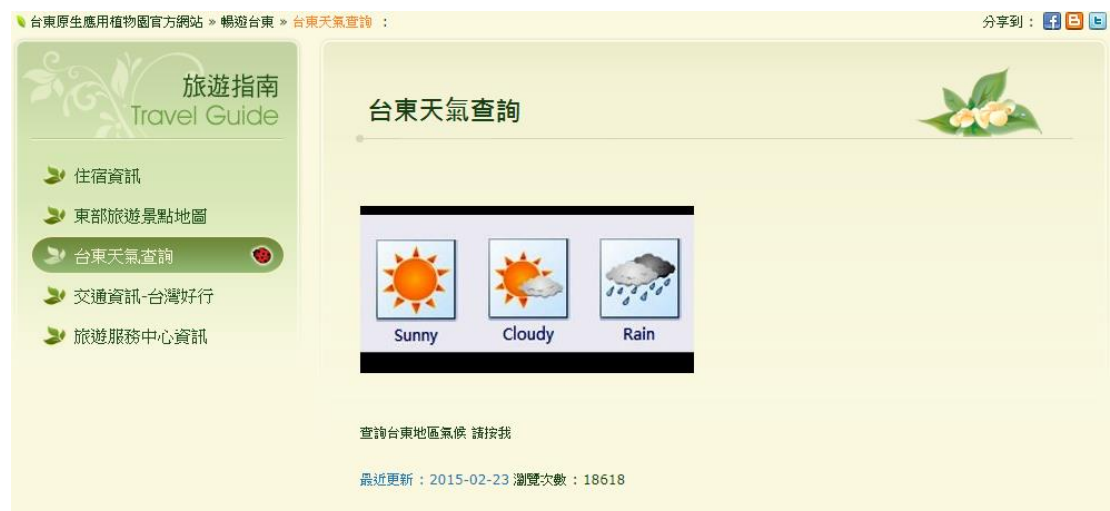 台東原生應用植物園官方網站 » 暢遊台東 » 台東天氣查詢 :
分享到：
旅遊指南
Travel Guide
住宿資訊
東部旅遊景點地圖
台東天氣查詢
交通資訊-台灣好行
旅遊服務中心資訊
台東天氣查詢
Sunny
Cloudy
Rain
查詢台東地區氣候 請按我
最近更新：2015-02-23 瀏覽次數：18618